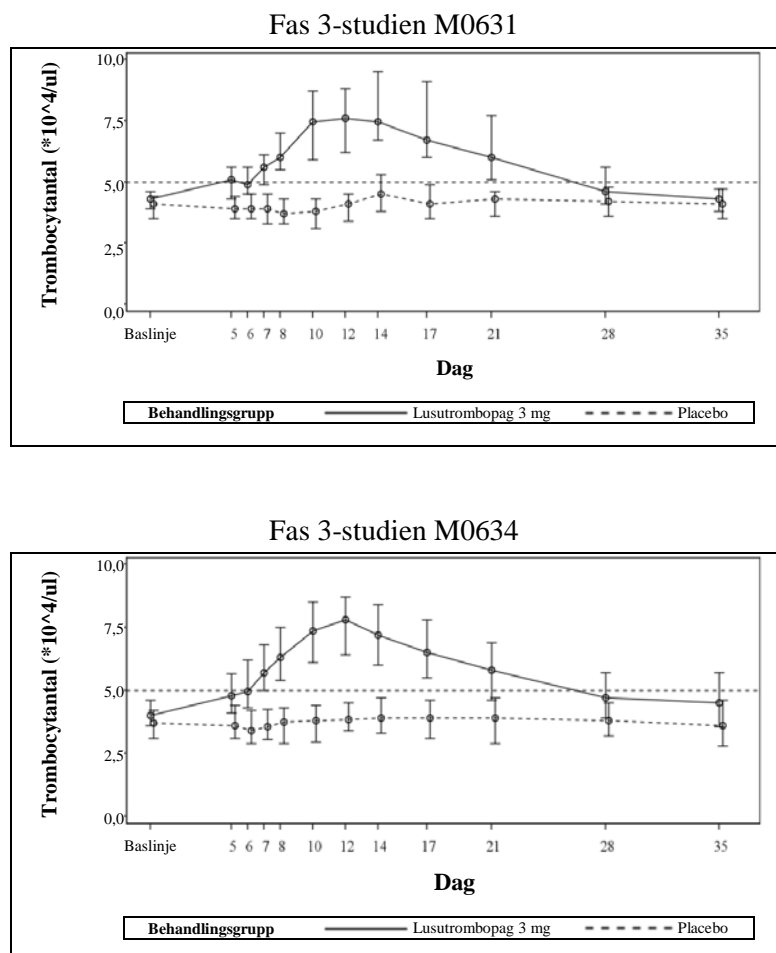 Fas 3-studien M0631
Trombocytantal (*10^4/ul)
10,0
7,5
5,0
2,5
0,0
Baslinje 5 6 7 8 10 12 14 17 21 28 35
Dag
Behandlingsgrupp Lusutrombopag 3 mg Placebo
Fas 3-studien M0634
Trombocytantal (*10^4/ul)
10,0
7,5
5,0
2,5
0,0
Baslinje 5 6 7 8 10 12 14 17 21 28 35
Dag
Behandlingsgrupp Lusutrombopag 3 mg Placebo